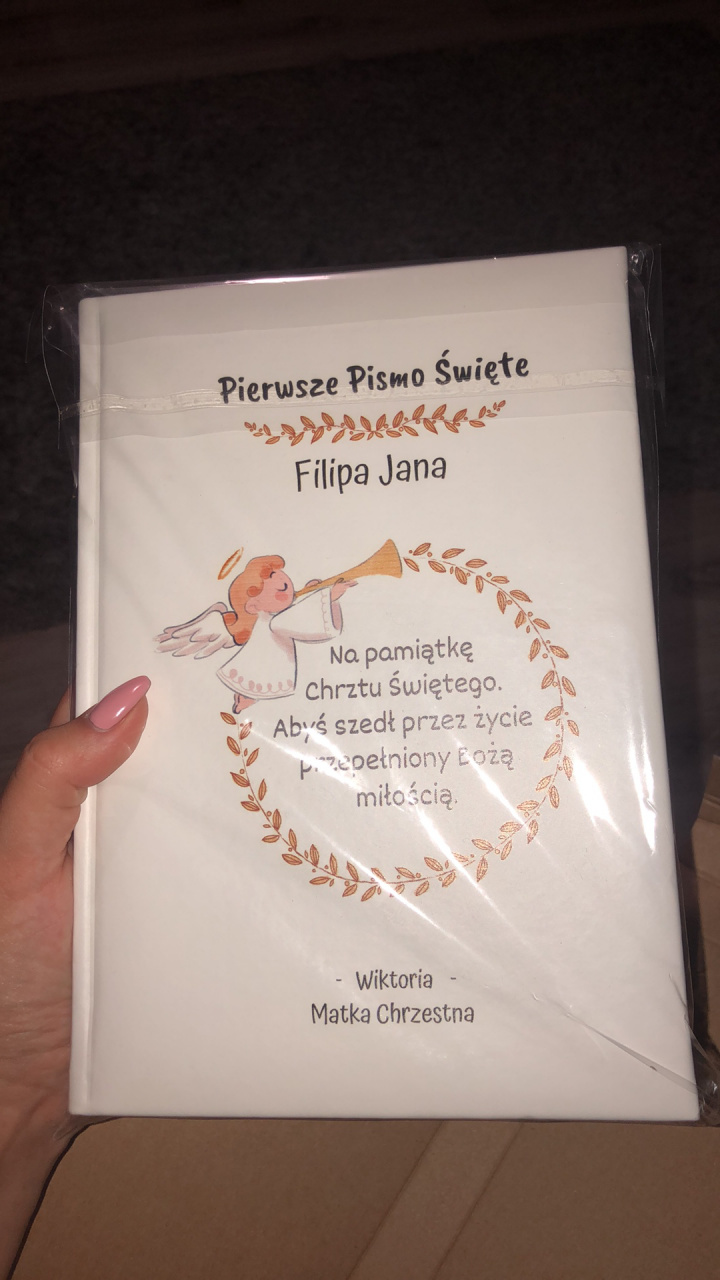 Pierwsze Pismo Święte
Filipa Jana
Na pamiątkę
Chrztu Świętego.
Abyś szedł przez życie
przepełniony Bożą
miłością.
- Wiktoria -
Matka Chrzestna